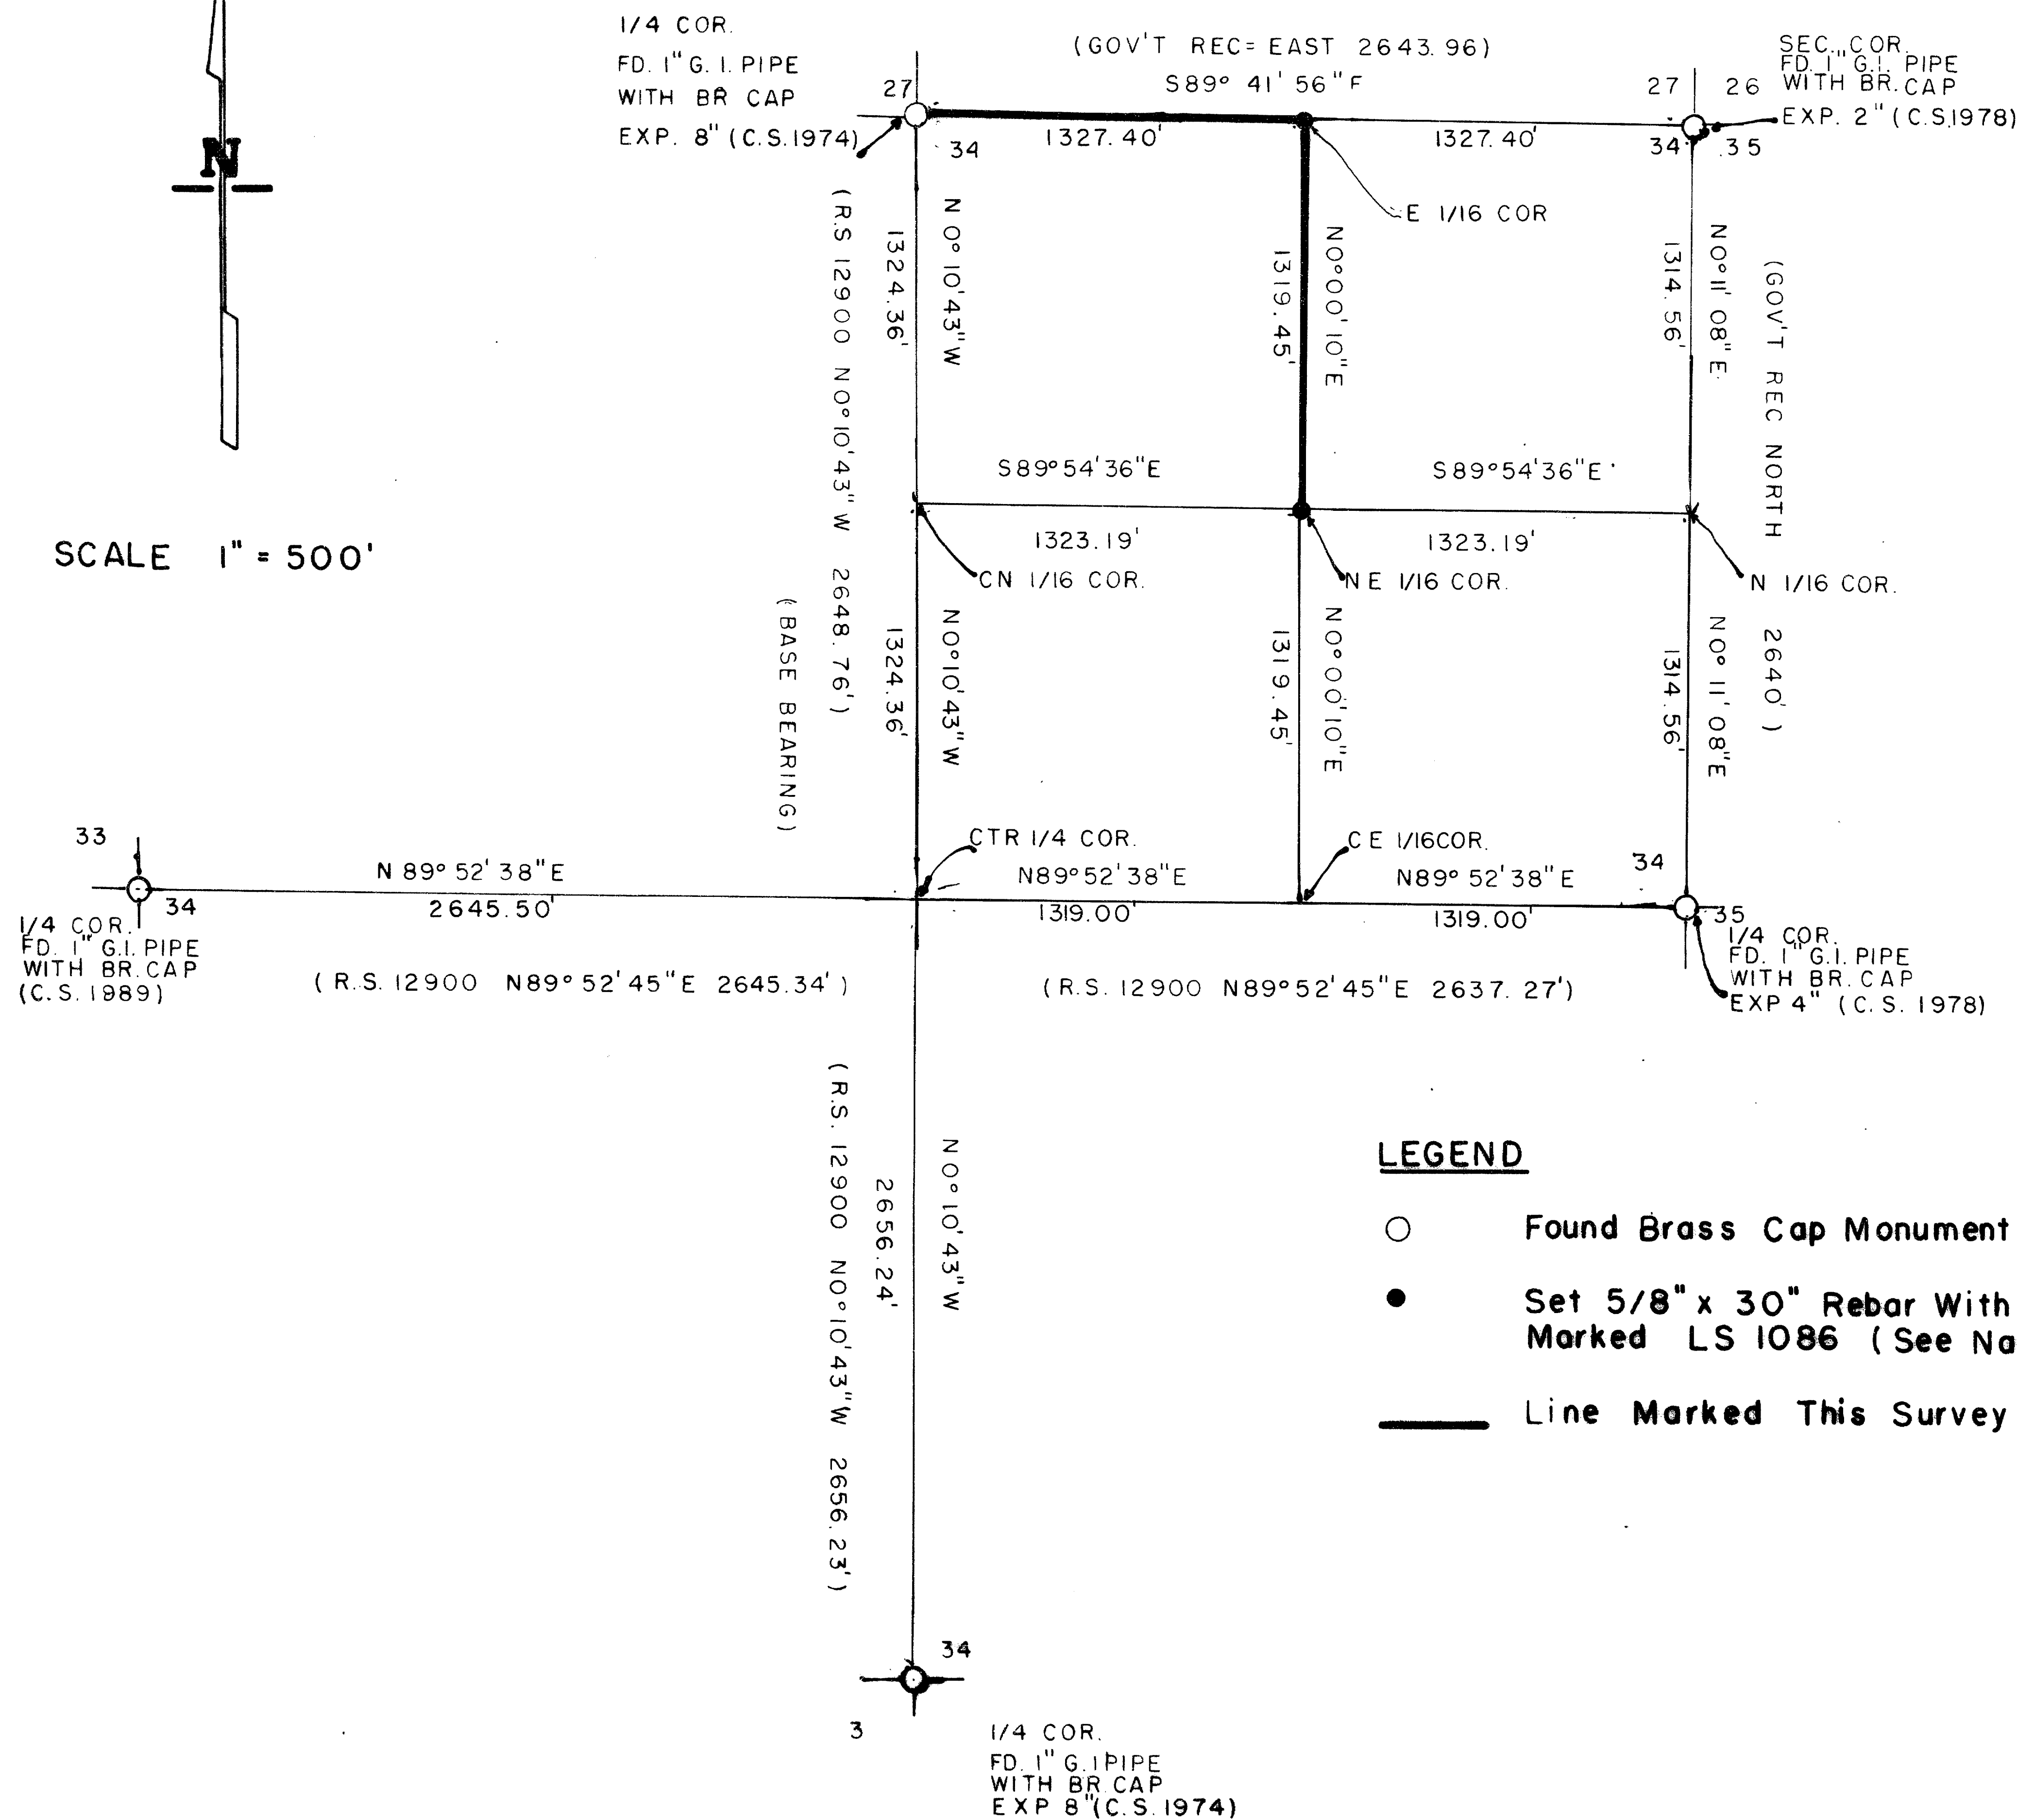 1/4 COR.
FD. 1" G. I. PIPE
WITH BR CAP
EXP. 8" (C.S.1974)
(GOV'T REC= EAST 2643.96)
S89° 41' 56"E
SEC. COR.
FD. 1" G.I. PIPE
WITH BR. CAP
EXP. 2" (C.S.1978)
27
27
26
34
34
35
1327.40'
1327.40'
N
E 1/16 COR
(R.S 12900 N0°10'43" W 2648.76')
(BASE BEARING)
1324.36'
N0°10'43"W
1319.45'
N0°00'10"E
1314.56'
N0°11'08"E
(GOV'T REC NORTH 2640')
S89°54'36"E
S89°54'36"E
1323.19'
1323.19'
SCALE 1" = 500'
CN 1/16 COR.
NE 1/16 COR.
N 1/16 COR.
1324.36'
N0°10'43"W
1319.45'
N0°00'10"E
1314.56'
N0°11'08"E
33
CTR 1/4 COR.
CE 1/16COR.
34
N 89° 52' 38"E
N89°52'38"E
N89° 52'38"E
34
2645.50'
1319.00'
1319.00'
35
1/4 COR.
FD. 1" G.I. PIPE
WITH BR. CAP
(C.S. 1989)
1/4 COR.
FD. 1" G.I. PIPE
WITH BR. CAP
EXP 4" (C.S. 1978)
(R.S. 12900 N89°52'45"E 2645.34')
(R.S. 12900 N89°52'45"E 2637.27')
(R.S. 12900 N0°10'43"W 2656.23')
2656.24'
N0°10'43"W
LEGEND
Found Brass Cap Monument
Set 5/8" x 30" Rebar With
Marked LS 1086 (See Na
Line Marked This Survey
34
3
1/4 COR.
FD. 1" G.I PIPE
WITH BR. CAP
EXP 8"(C.S.1974)